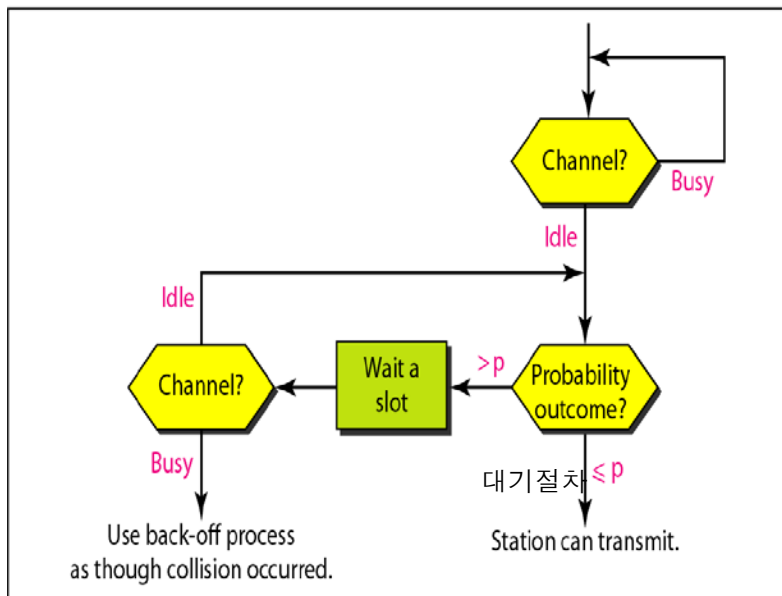 Channel?
Busy
Idle
Probability
outcome?
>p
Wait a
slot
Channel?
Idle
Busy
Use back-off process
as though collision occurred.
대기절차
⩽ p
Station can transmit.